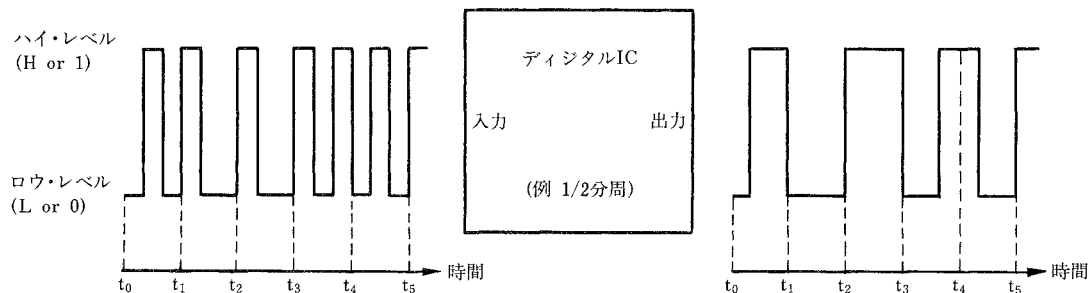 ハイ・レベル
(H or 1)
ロウ・レベル
(L or 0)
t0 t1 t2 t3 t4 t5
時間
ディジタルIC
入力 出力
(例 1/2分周)
t0 t1 t2 t3 t4 t5
時間